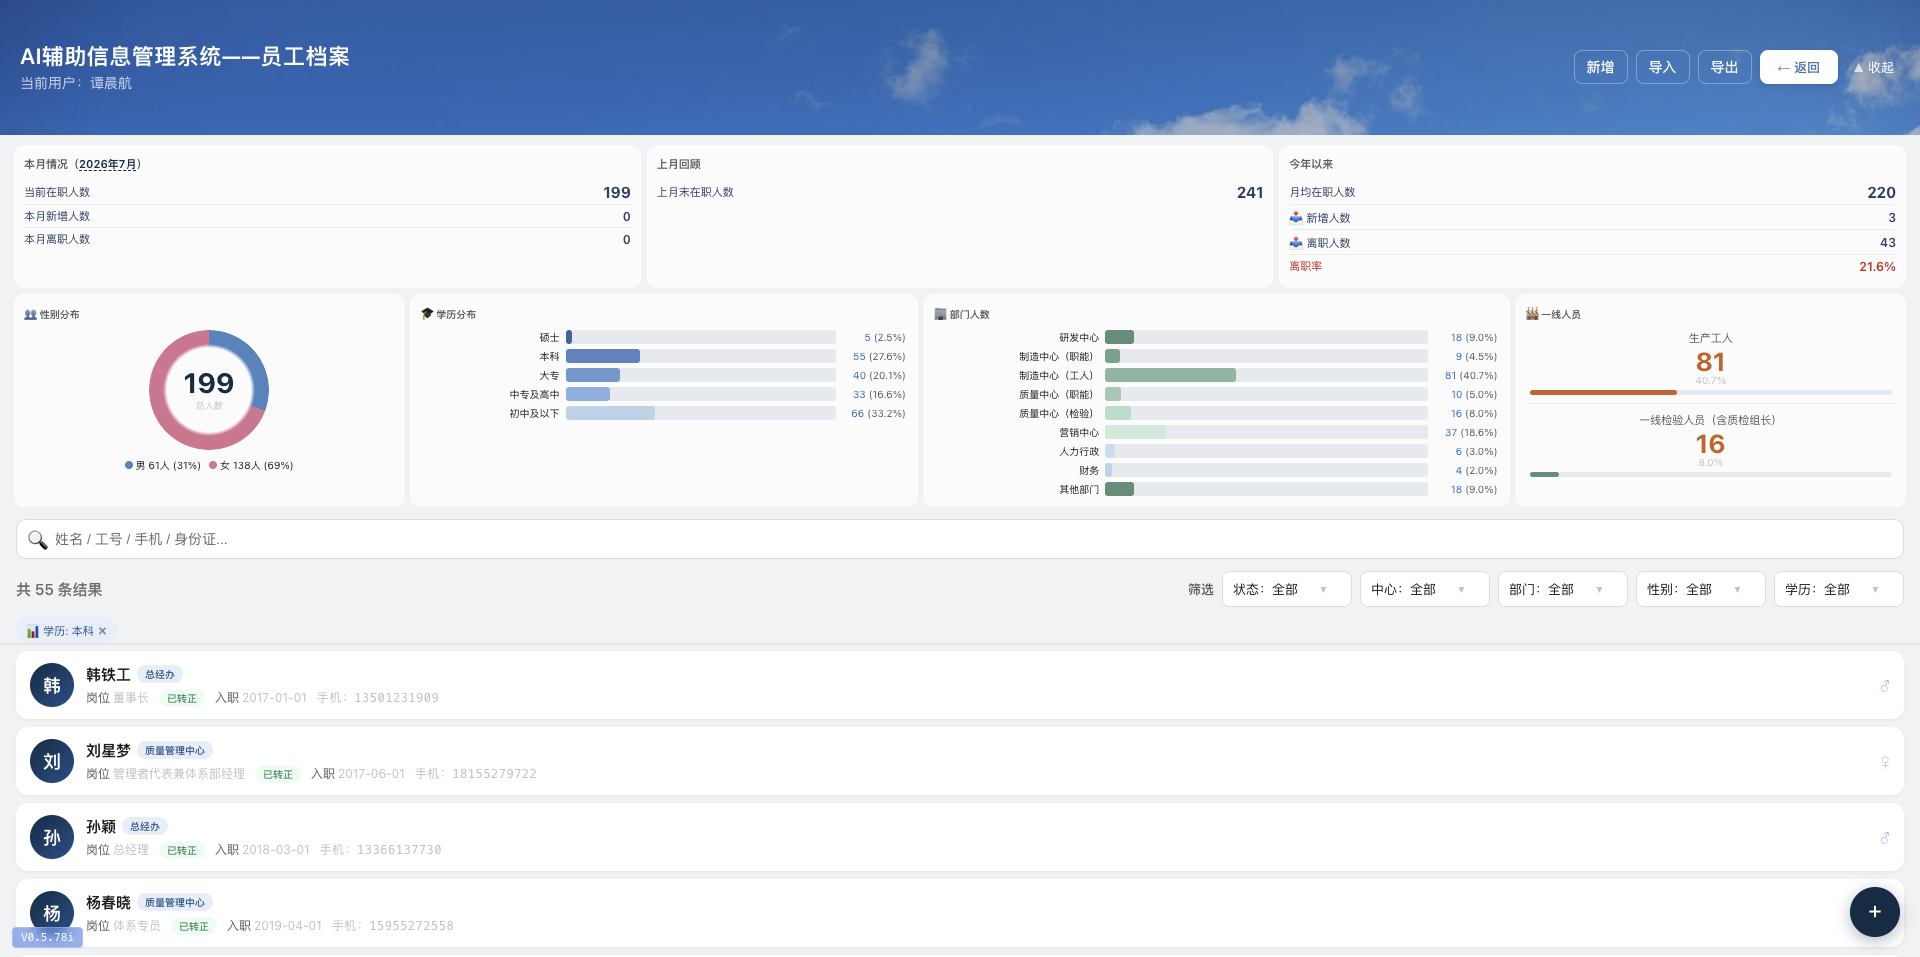 AI辅助信息管理系统——员工档案
当前用户：谭晨航
新增
导入
导出
← 返回
▲ 收起
本月情况（2026年7月）
当前在职人数 199
本月新增人数 0
本月离职人数 0
上月回顾
上月末在职人数 241
今年以来
月均在职人数 220
新增人数 3
离职人数 43
离职率 21.6%
性别分布
199
总人数
男 61人 (31%) 女 138人 (69%)
学历分布
硕士 5 (2.5%)
本科 55 (27.6%)
大专 40 (20.1%)
中专及高中 33 (16.6%)
初中及以下 66 (33.2%)
部门人数
研发中心 18 (9.0%)
制造中心（职能） 9 (4.5%)
制造中心（工人） 81 (40.7%)
质量中心（职能） 10 (5.0%)
质量中心（检验） 16 (8.0%)
营销中心 37 (18.6%)
人力行政 6 (3.0%)
财务 4 (2.0%)
其他部门 18 (9.0%)
一线人员
生产工人
81
40.7%
一线检验人员（含质检组长）
16
8.0%
姓名 / 工号 / 手机 / 身份证...
共 55 条结果
筛选
状态：全部 ▼
中心：全部 ▼
部门：全部 ▼
性别：全部 ▼
学历：全部 ▼
学历: 本科 ✕
韩
韩铁工 总经办
岗位 董事长 已转正 入职 2017-01-01 手机：13501231909
♂
刘
刘星梦 质量管理中心
岗位 管理者代表兼体系部经理 已转正 入职 2017-06-01 手机：18155279722
♀
孙
孙颖 总经办
岗位 总经理 已转正 入职 2018-03-01 手机：13366137730
♂
杨
杨春晓 质量管理中心
岗位 体系专员 已转正 入职 2019-04-01 手机：15955272558
+
V0.5.78i